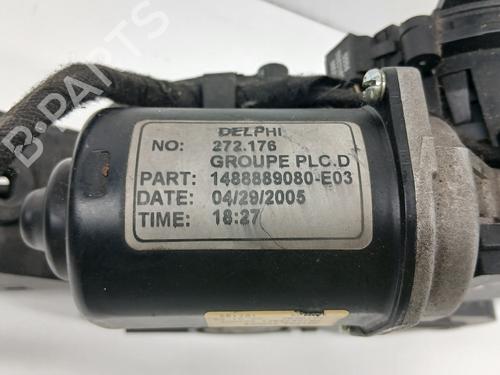 B-PARTS
DELPHI
NO: 272.176
GROUPE PLC.D
PART: 1488889080-E03
DATE: 04/29/2005
TIME: 18:27